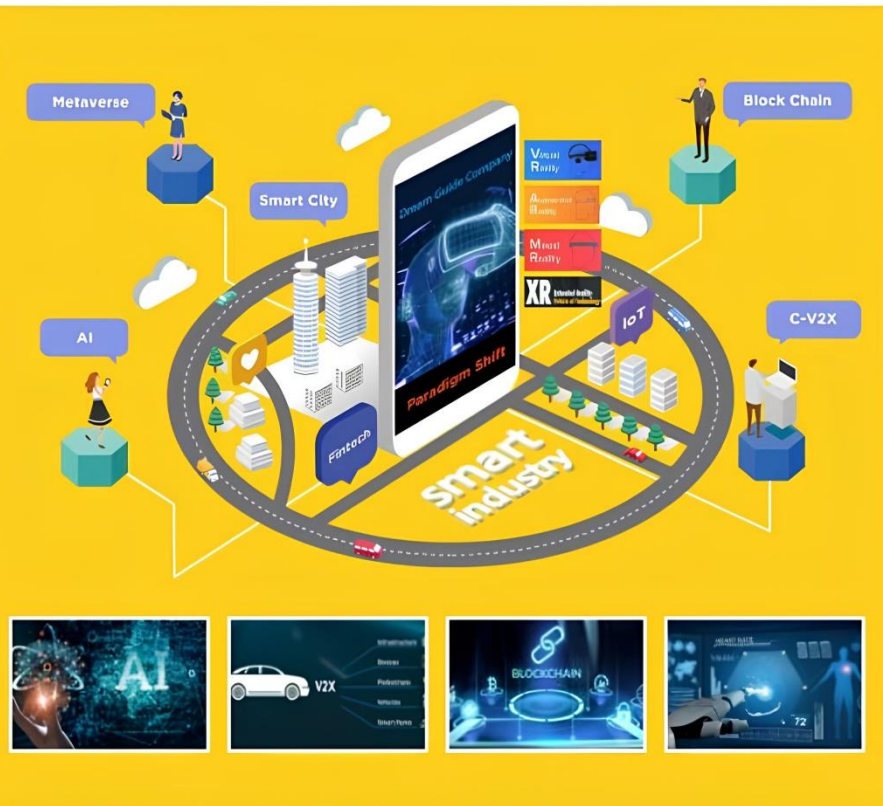 Metaverse
Block Chain
Smart City
Dream Guide Company
Virtual
Reality
Augmented
Reality
Mixed
Reality
XR
IoT
C-V2X
AI
Paradigm Shift
Fintech
smart
industry
AI
V2X
BLOCKCHAIN
72